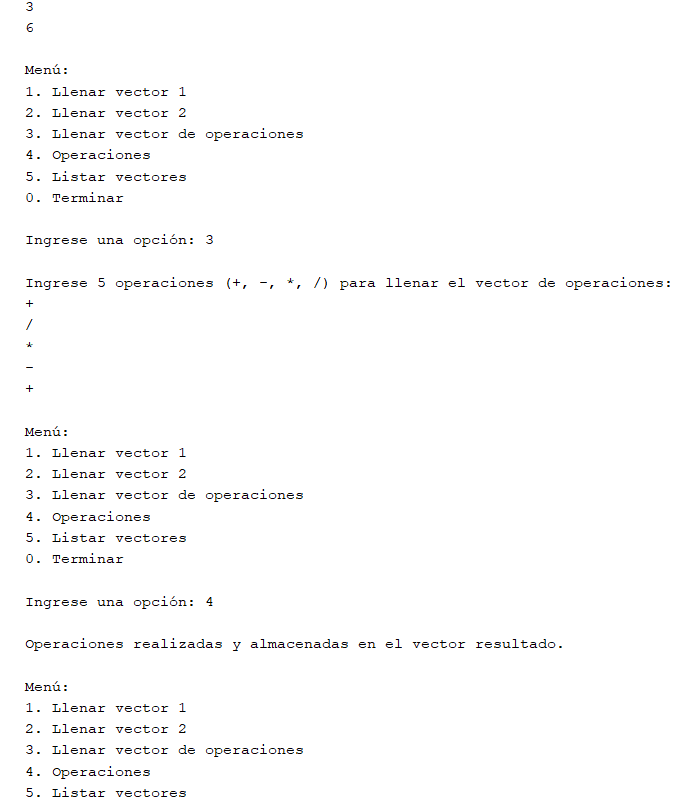 3
6
Menú:
1. Llenar vector 1
2. Llenar vector 2
3. Llenar vector de operaciones
4. Operaciones
5. Listar vectores
0. Terminar
Ingrese una opción: 3
Ingrese 5 operaciones (+, -, *, /) para llenar el vector de operaciones:
+
/
*
-
+
Menú:
1. Llenar vector 1
2. Llenar vector 2
3. Llenar vector de operaciones
4. Operaciones
5. Listar vectores
0. Terminar
Ingrese una opción: 4
Operaciones realizadas y almacenadas en el vector resultado.
Menú:
1. Llenar vector 1
2. Llenar vector 2
3. Llenar vector de operaciones
4. Operaciones
5. Listar vectores